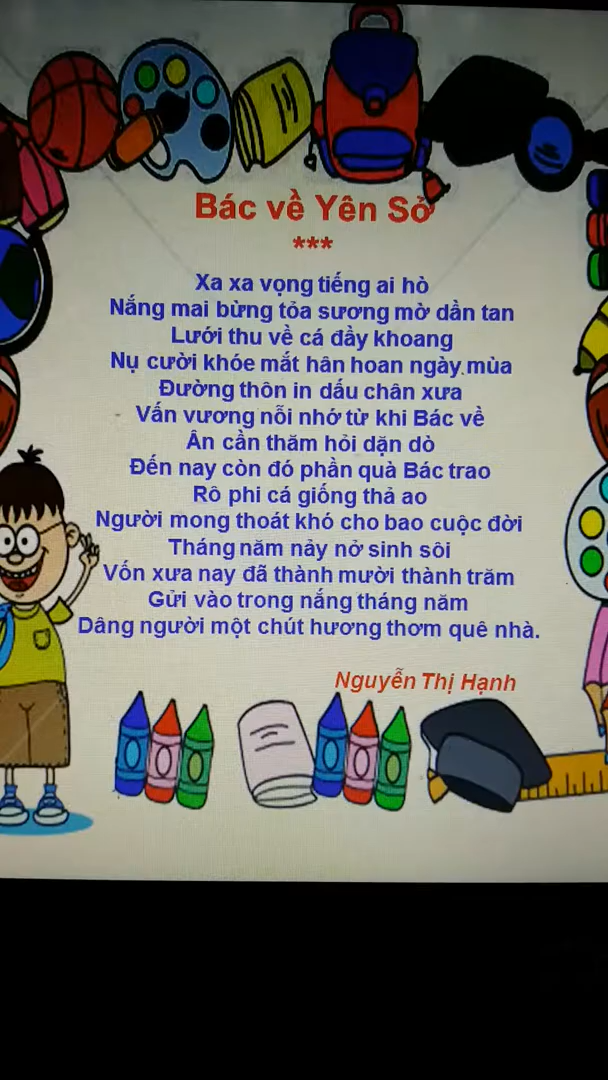 Bác về Yên Sở
***
Xa xa vọng tiếng ai hò
Nắng mai bừng tỏa sương mờ dần tan
Lưới thu về cá đầy khoang
Nụ cười khóe mắt hân hoan ngày mùa
Đường thôn in dấu chân xưa
Vấn vương nỗi nhớ từ khi Bác về
Ân cần thăm hỏi dặn dò
Đến nay còn đó phần quà Bác trao
Rô phi cá giống thả ao
Người mong thoát khó cho bao cuộc đời
Tháng năm nảy nở sinh sôi
Vốn xưa nay đã thành mười thành trăm
Gửi vào trong nắng tháng năm
Dâng người một chút hương thơm quê nhà.
Nguyễn Thị Hạnh